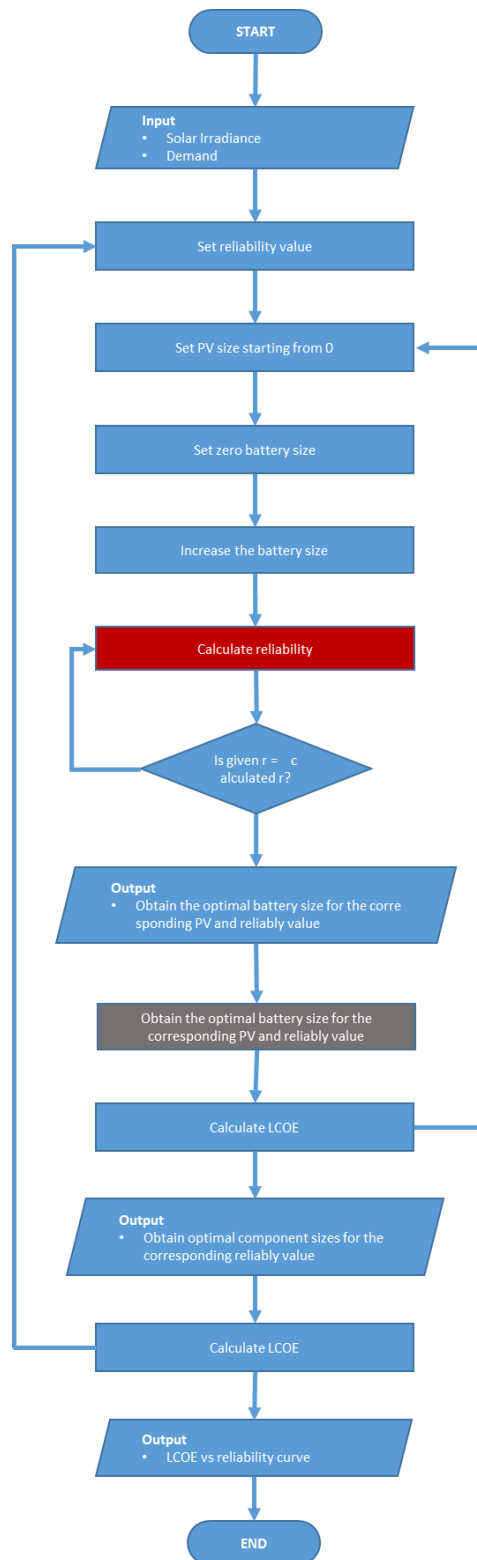 START
Input
• Solar Irradiance
• Demand
Set reliability value
Set PV size starting from 0
Set zero battery size
Increase the battery size
Calculate reliability
Is given r = c
alculated r?
Output
• Obtain the optimal battery size for the corre
sponding PV and reliably value
Obtain the optimal battery size for the
corresponding PV and reliably value
Calculate LCOE
Output
• Obtain optimal component sizes for the
corresponding reliably value
Calculate LCOE
Output
• LCOE vs reliability curve
END